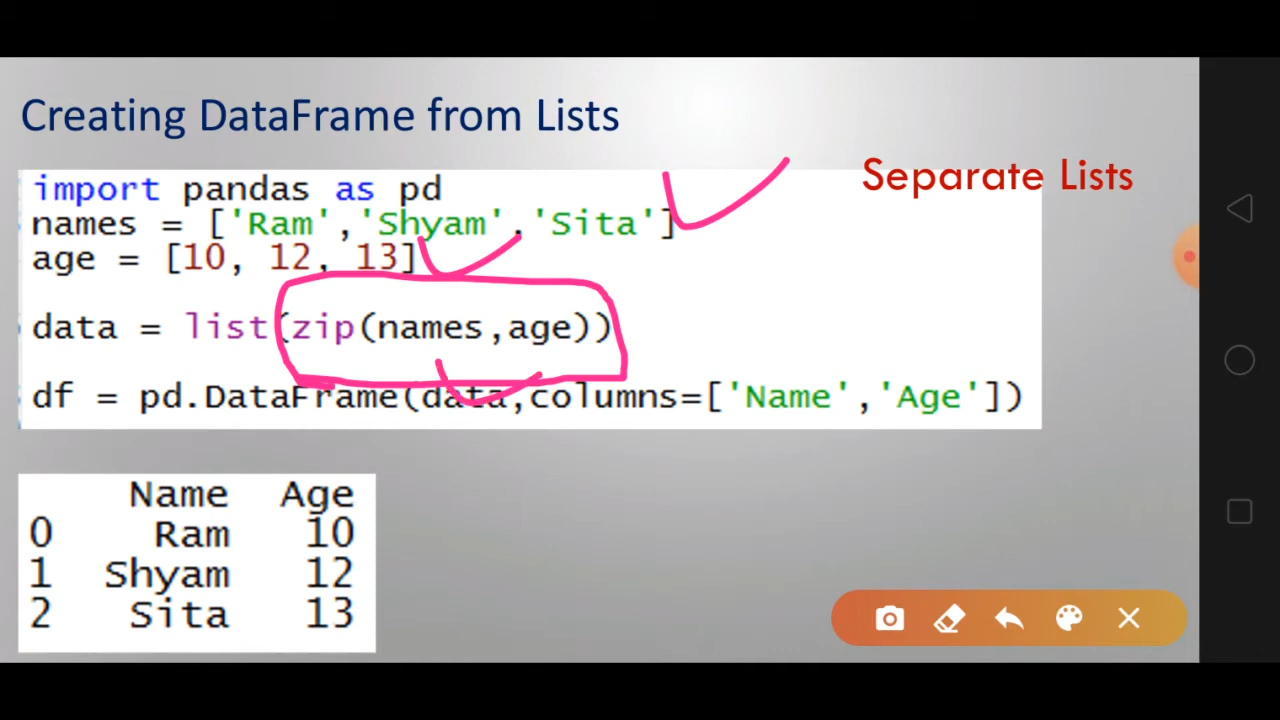 Creating DataFrame from Lists
Separate Lists
import pandas as pd
names = ['Ram','Shyam','Sita']
age = [10, 12, 13]
data = list(zip(names,age))
df = pd.DataFrame(data,columns=['Name','Age'])
Name Age
0 Ram 10
1 Shyam 12
2 Sita 13